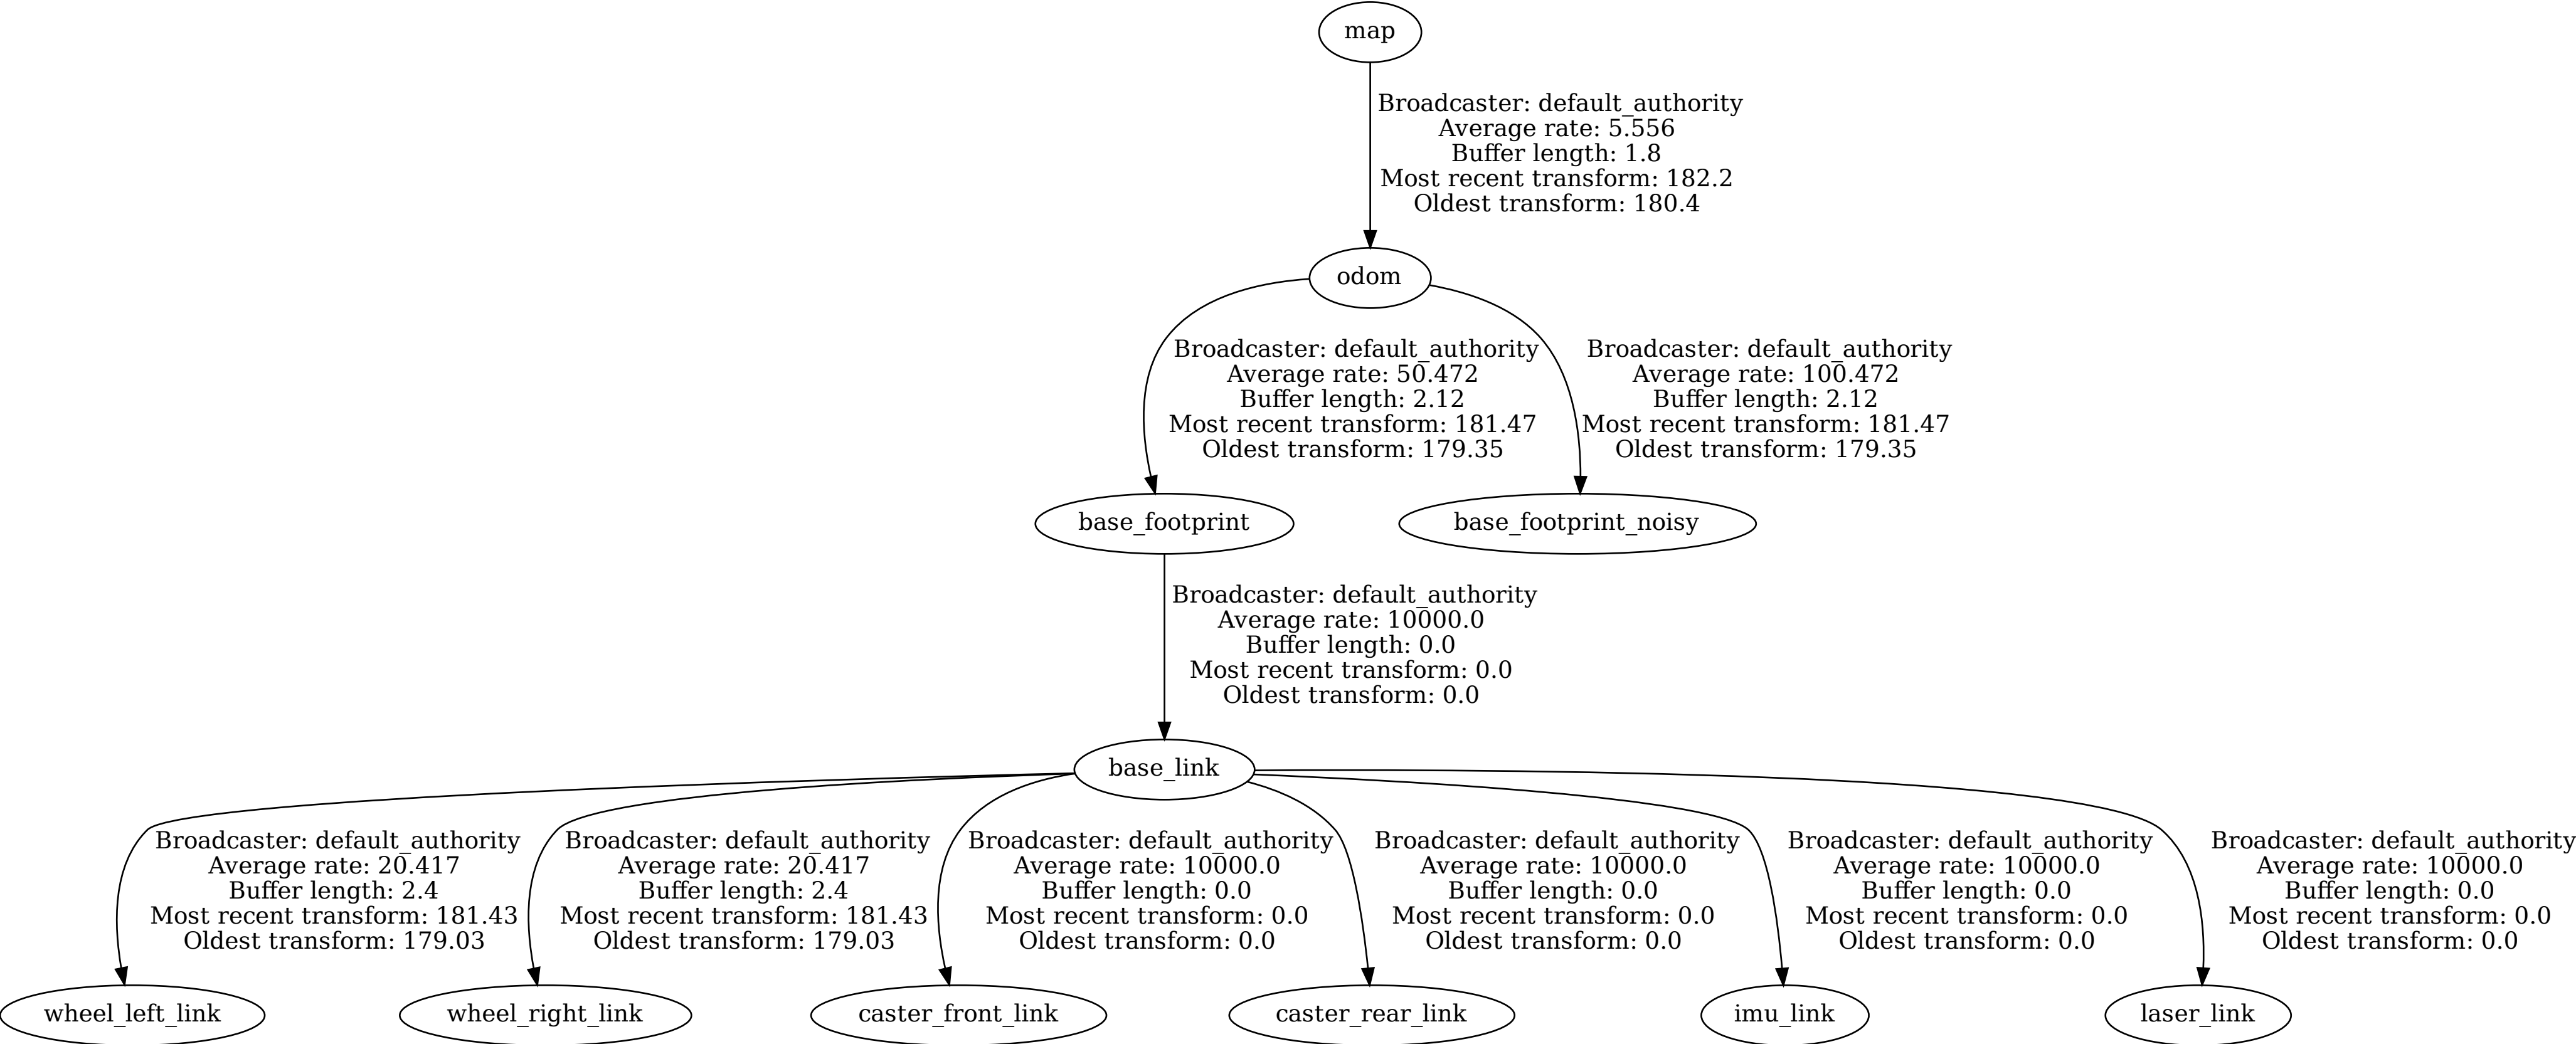 map
Broadcaster: default_authority
Average rate: 5.556
Buffer length: 1.8
Most recent transform: 182.2
Oldest transform: 180.4
odom
Broadcaster: default_authority
Average rate: 50.472
Buffer length: 2.12
Most recent transform: 181.47
Oldest transform: 179.35
Broadcaster: default_authority
Average rate: 100.472
Buffer length: 2.12
Most recent transform: 181.47
Oldest transform: 179.35
base_footprint
base_footprint_noisy
Broadcaster: default_authority
Average rate: 10000.0
Buffer length: 0.0
Most recent transform: 0.0
Oldest transform: 0.0
base_link
Broadcaster: default_authority
Average rate: 20.417
Buffer length: 2.4
Most recent transform: 181.43
Oldest transform: 179.03
Broadcaster: default_authority
Average rate: 20.417
Buffer length: 2.4
Most recent transform: 181.43
Oldest transform: 179.03
Broadcaster: default_authority
Average rate: 10000.0
Buffer length: 0.0
Most recent transform: 0.0
Oldest transform: 0.0
Broadcaster: default_authority
Average rate: 10000.0
Buffer length: 0.0
Most recent transform: 0.0
Oldest transform: 0.0
Broadcaster: default_authority
Average rate: 10000.0
Buffer length: 0.0
Most recent transform: 0.0
Oldest transform: 0.0
Broadcaster: default_authority
Average rate: 10000.0
Buffer length: 0.0
Most recent transform: 0.0
Oldest transform: 0.0
wheel_left_link
wheel_right_link
caster_front_link
caster_rear_link
imu_link
laser_link